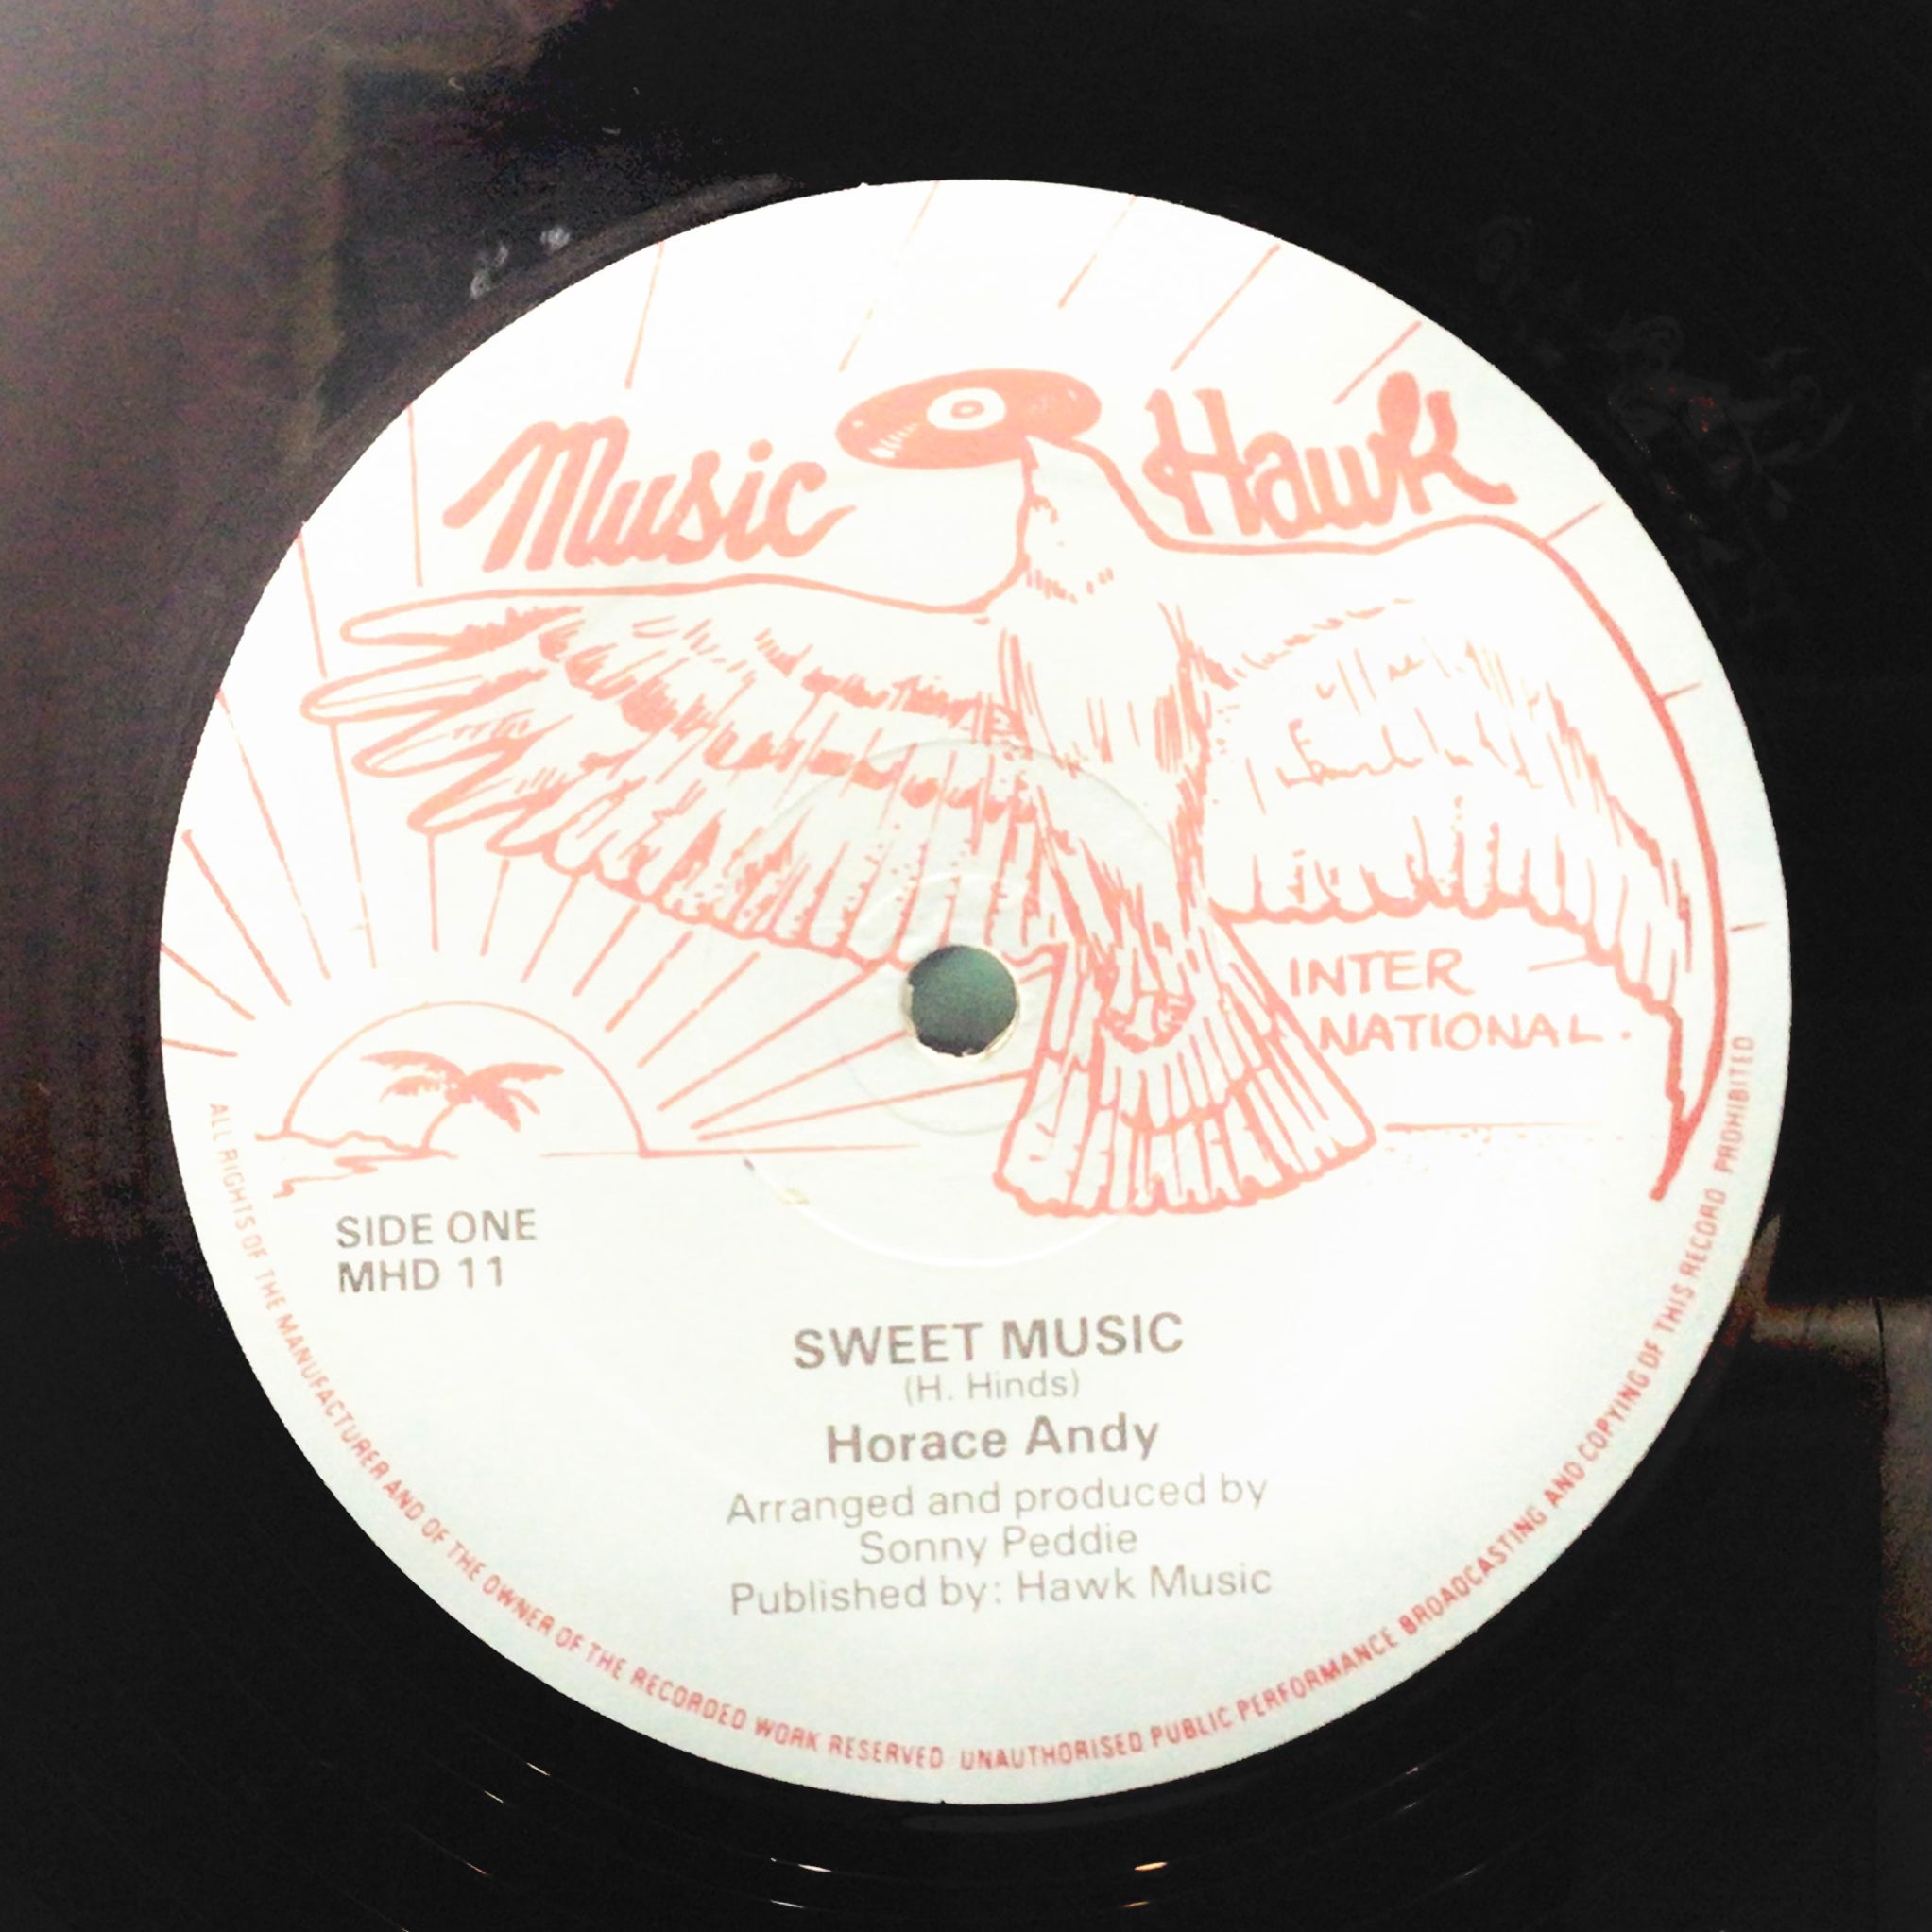 Music Hawk
INTER
NATIONAL.
SIDE ONE
MHD 11
SWEET MUSIC
(H. Hinds)
Horace Andy
Arranged and produced by
Sonny Peddie
Published by: Hawk Music
ALL RIGHTS OF THE MANUFACTURER AND OF THE OWNER OF THE RECORDED WORK RESERVED UNAUTHORISED PUBLIC PERFORMANCE BROADCASTING AND COPYING OF THIS RECORD PROHIBITED